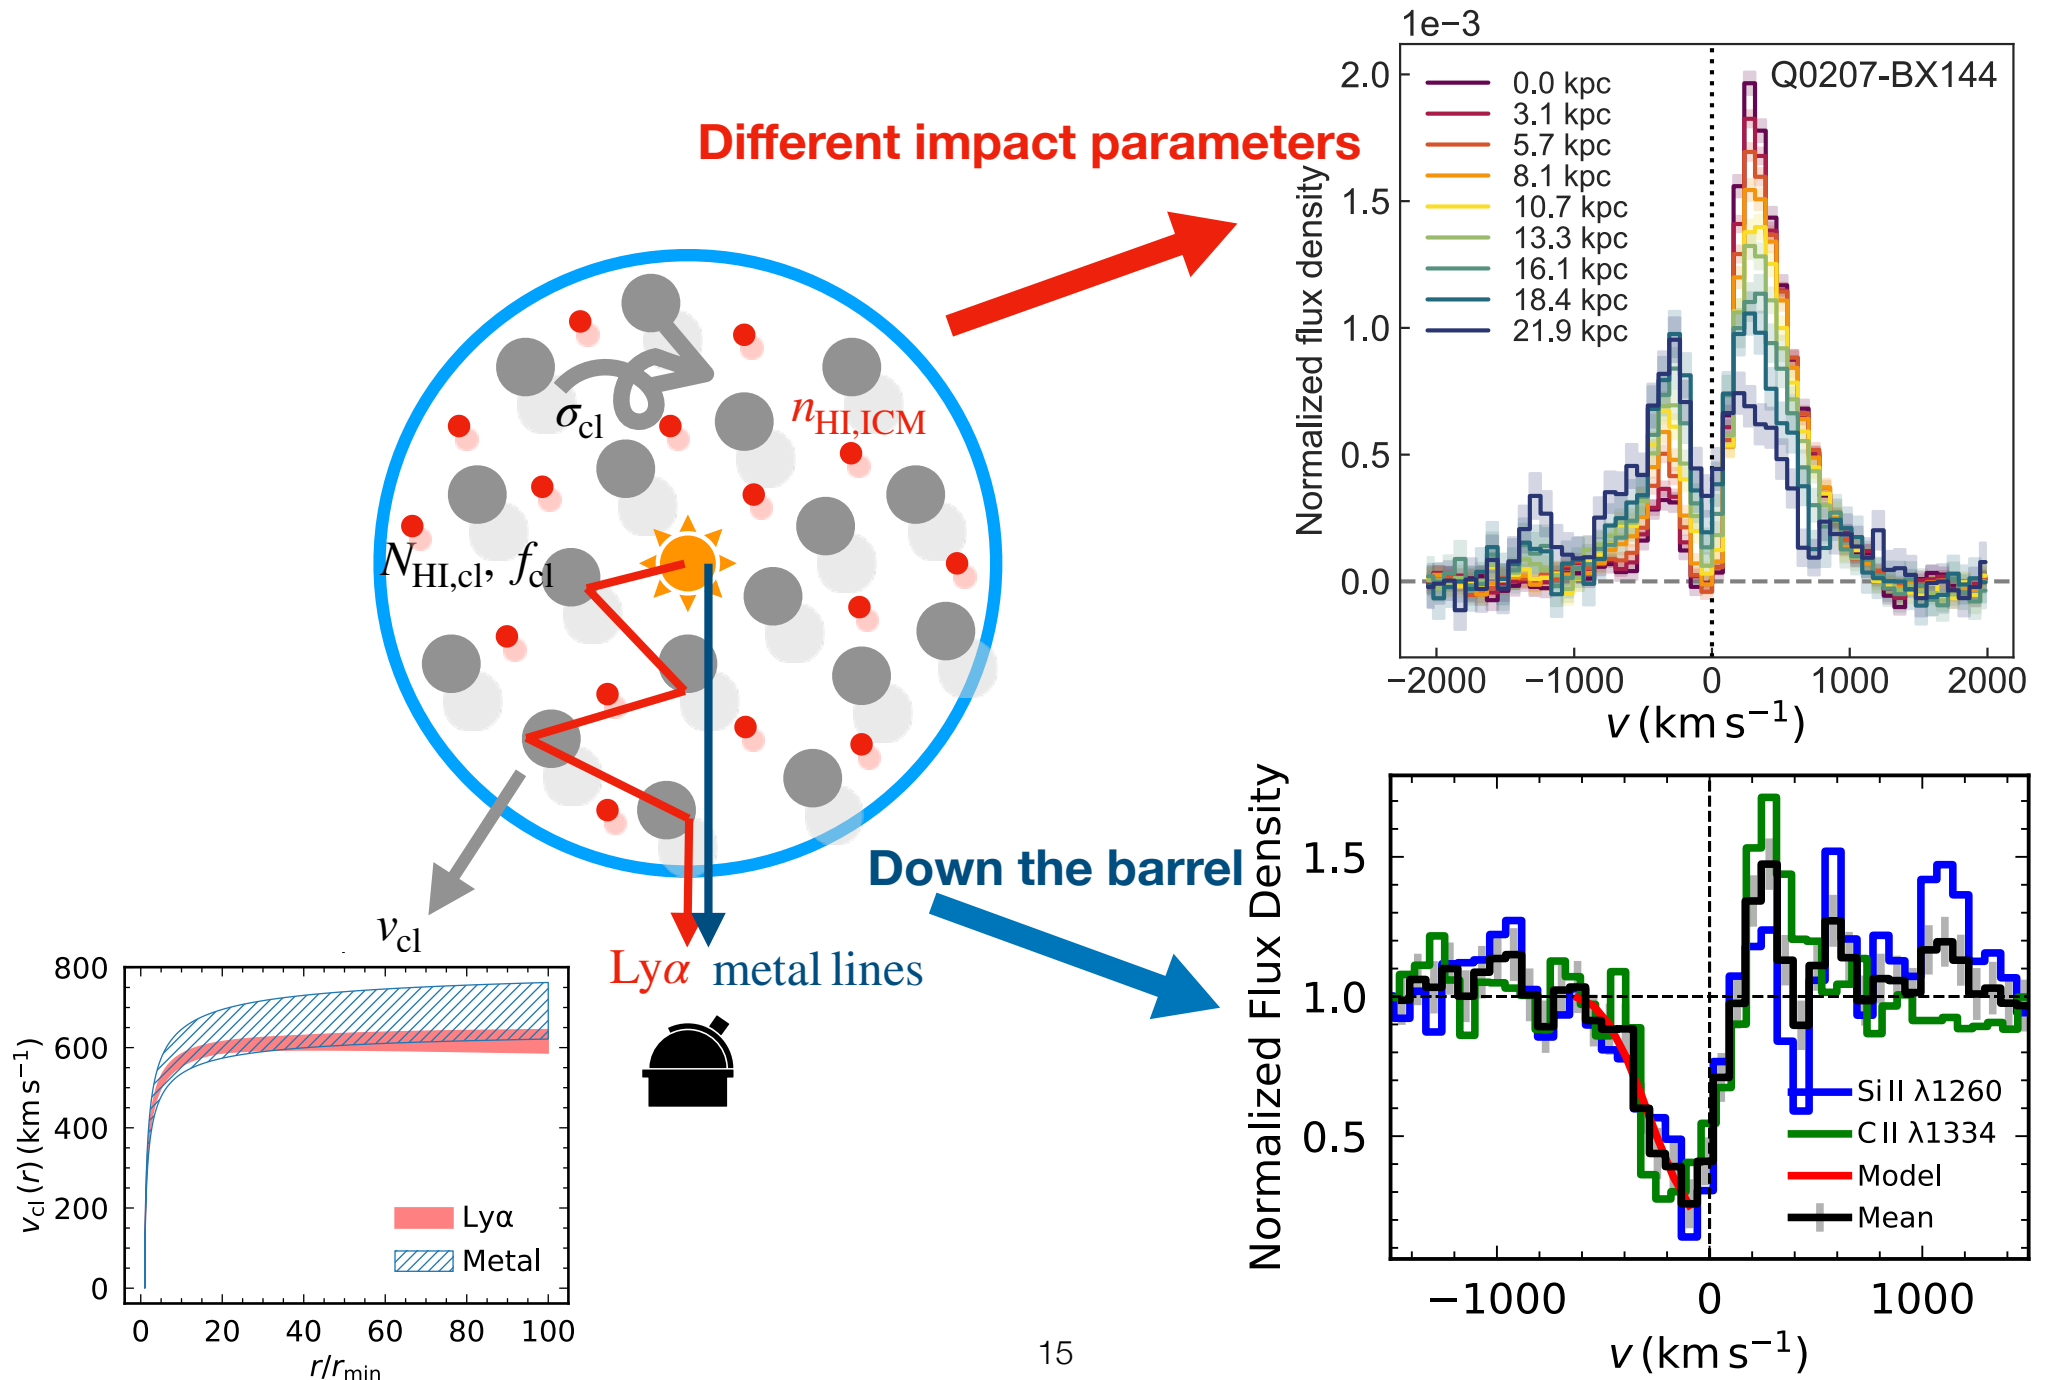 1e−3
Q0207-BX144
0.0 kpc
3.1 kpc
5.7 kpc
8.1 kpc
10.7 kpc
13.3 kpc
16.1 kpc
18.4 kpc
21.9 kpc
2.0
1.5
1.0
0.5
0.0
Normalized flux density
−2000 −1000 0 1000 2000
v (km s⁻¹)
Different impact parameters
σcl
nHI,ICM
NHI,cl, fcl
vcl
Lyα metal lines
Down the barrel
800
600
400
200
0
vcl (r) (km s⁻¹)
Lyα
Metal
0 20 40 60 80 100
r/rmin
1.5
1.0
0.5
Normalized Flux Density
Si II λ1260
C II λ1334
Model
Mean
−1000 0 1000
v (km s⁻¹)
15